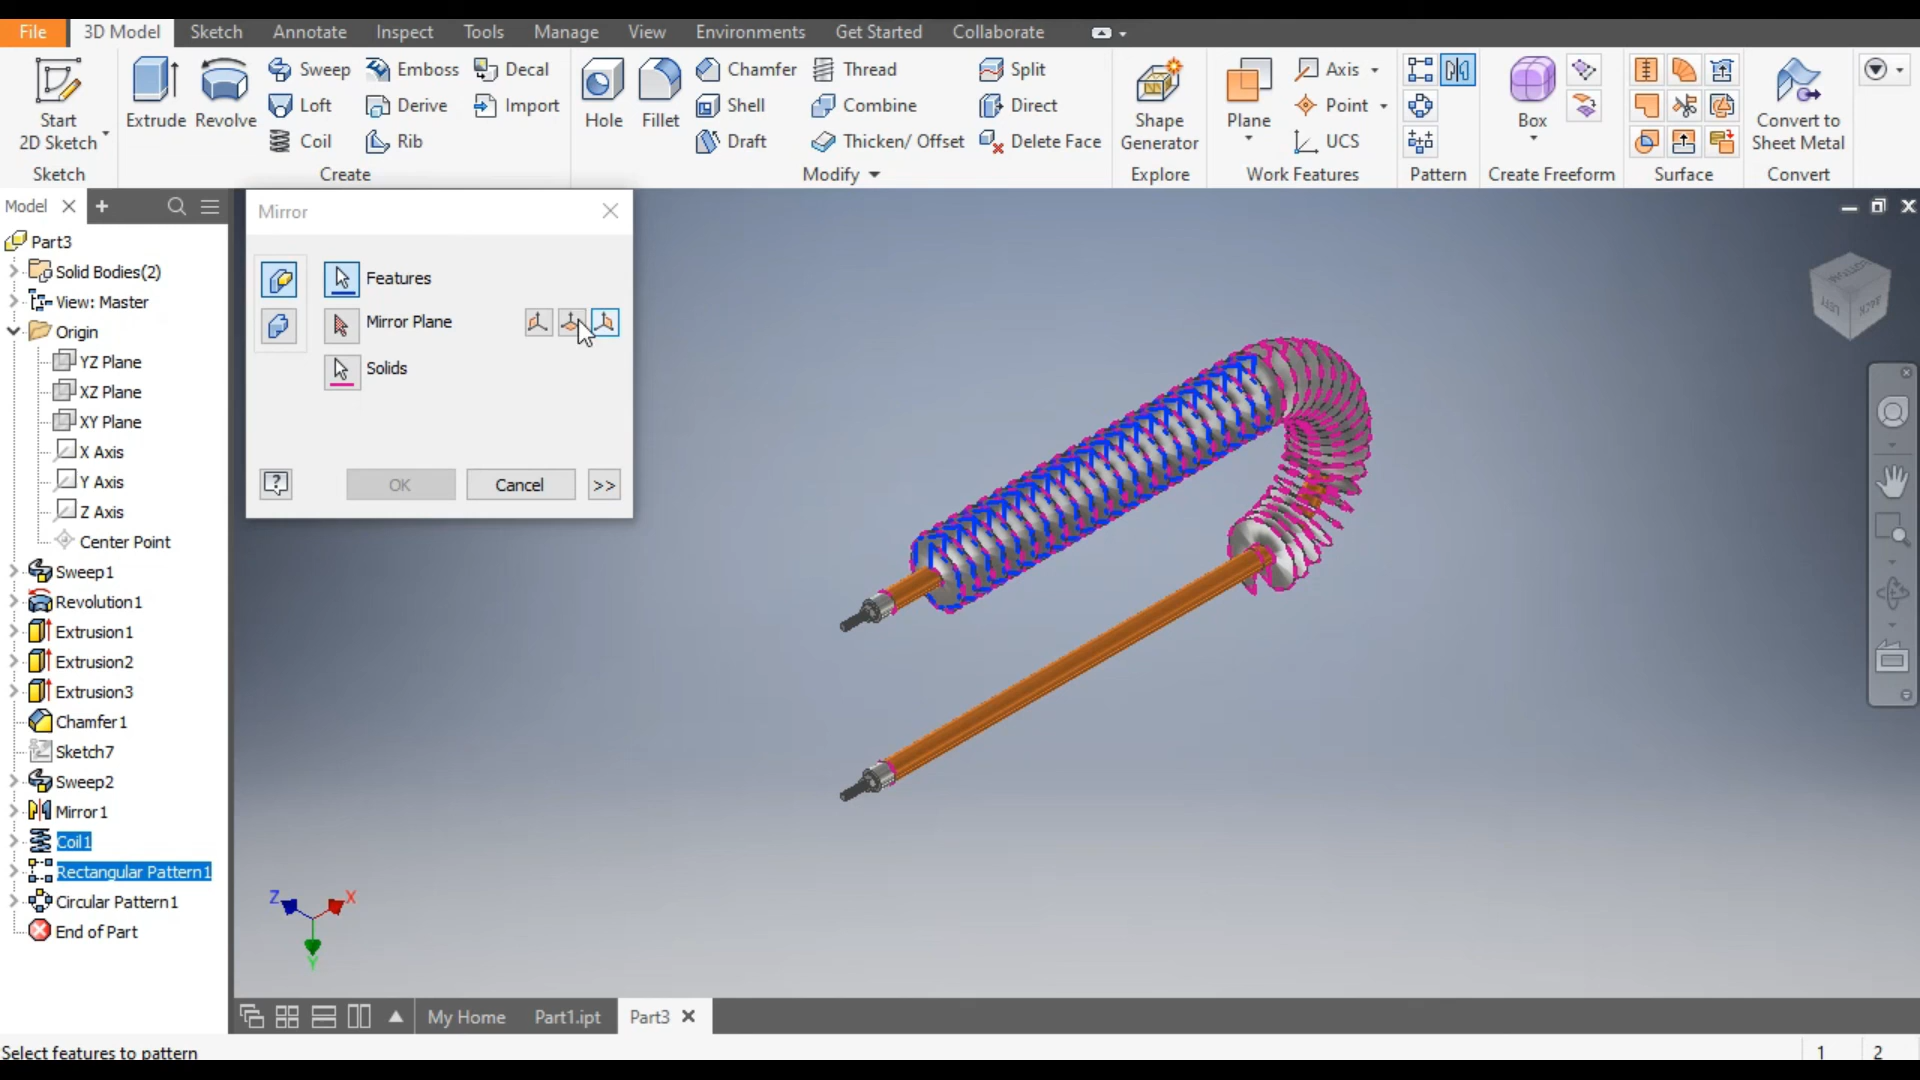 File 3D Model Sketch Annotate Inspect Tools Manage View Environments Get Started Collaborate
Start
2D Sketch
Extrude
Revolve
Sweep
Loft
Coil
Emboss
Derive
Rib
Decal
Import
Hole
Fillet
Chamfer
Shell
Draft
Thread
Combine
Thicken/ Offset
Split
Direct
Delete Face
Shape
Generator
Plane
Axis
Point
UCS
Box
Convert to
Sheet Metal
Sketch Create Modify Explore Work Features Pattern Create Freeform Surface Convert
Model
Part3
Solid Bodies(2)
View: Master
Origin
YZ Plane
XZ Plane
XY Plane
X Axis
Y Axis
Z Axis
Center Point
Sweep1
Revolution1
Extrusion1
Extrusion2
Extrusion3
Chamfer1
Sketch7
Sweep2
Mirror1
Coil1
Rectangular Pattern1
Circular Pattern1
End of Part
Mirror
Features
Mirror Plane
Solids
?
OK Cancel >>
Z X
Y
My Home Part1.ipt Part3
Select features to pattern 1 2